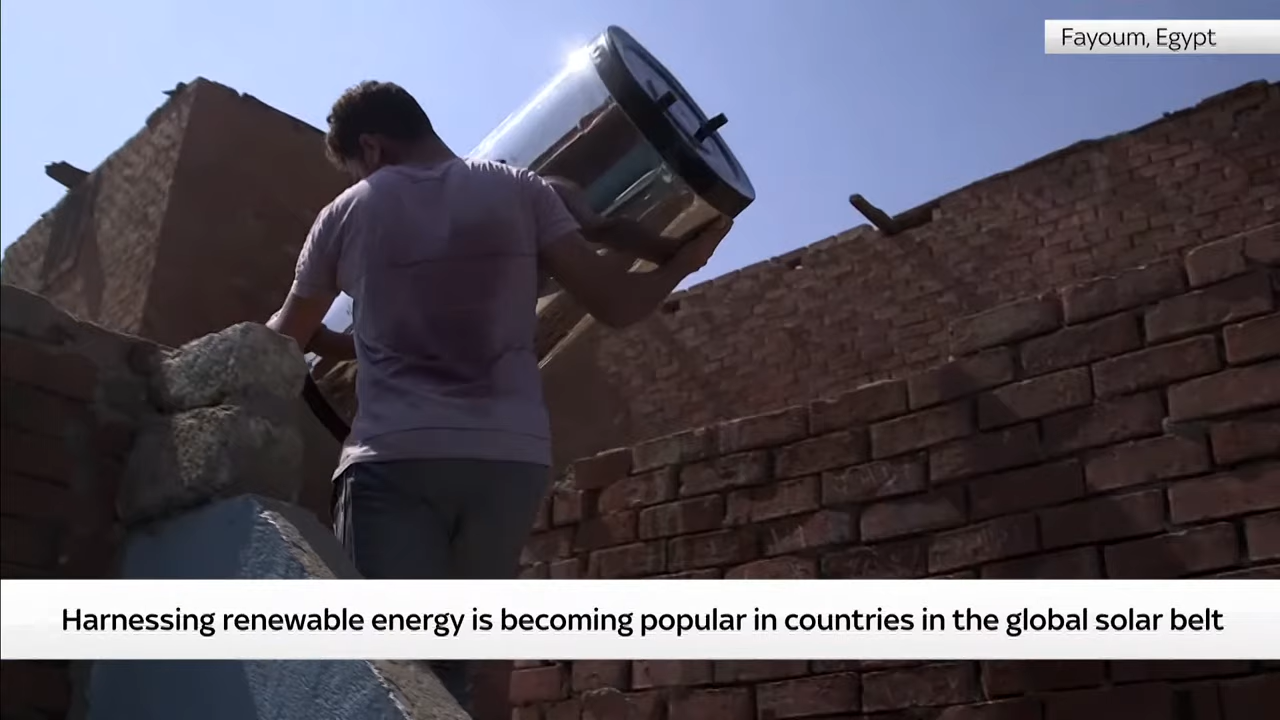 Fayoum, Egypt
Harnessing renewable energy is becoming popular in countries in the global solar belt